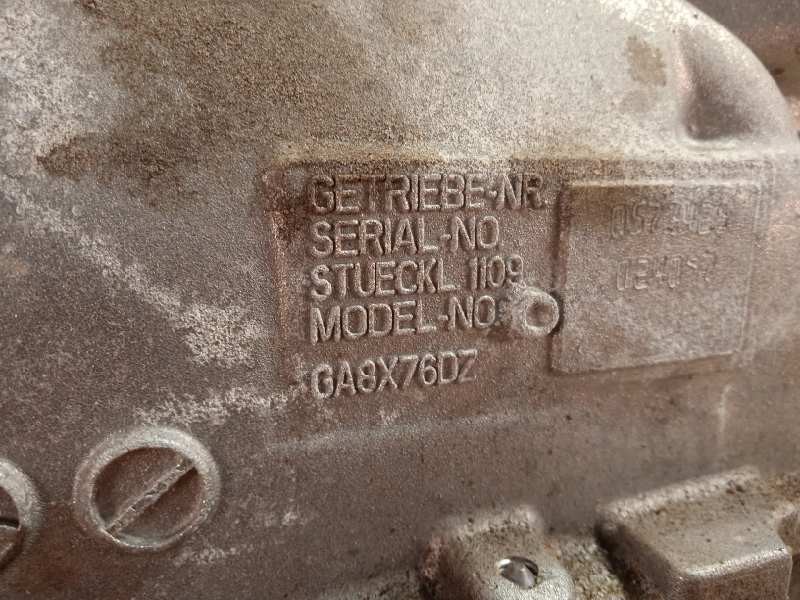 GETRIEBE-NR.
SERIAL-NO.
STUECKL 1109
MODEL-NO
GA8X76DZ